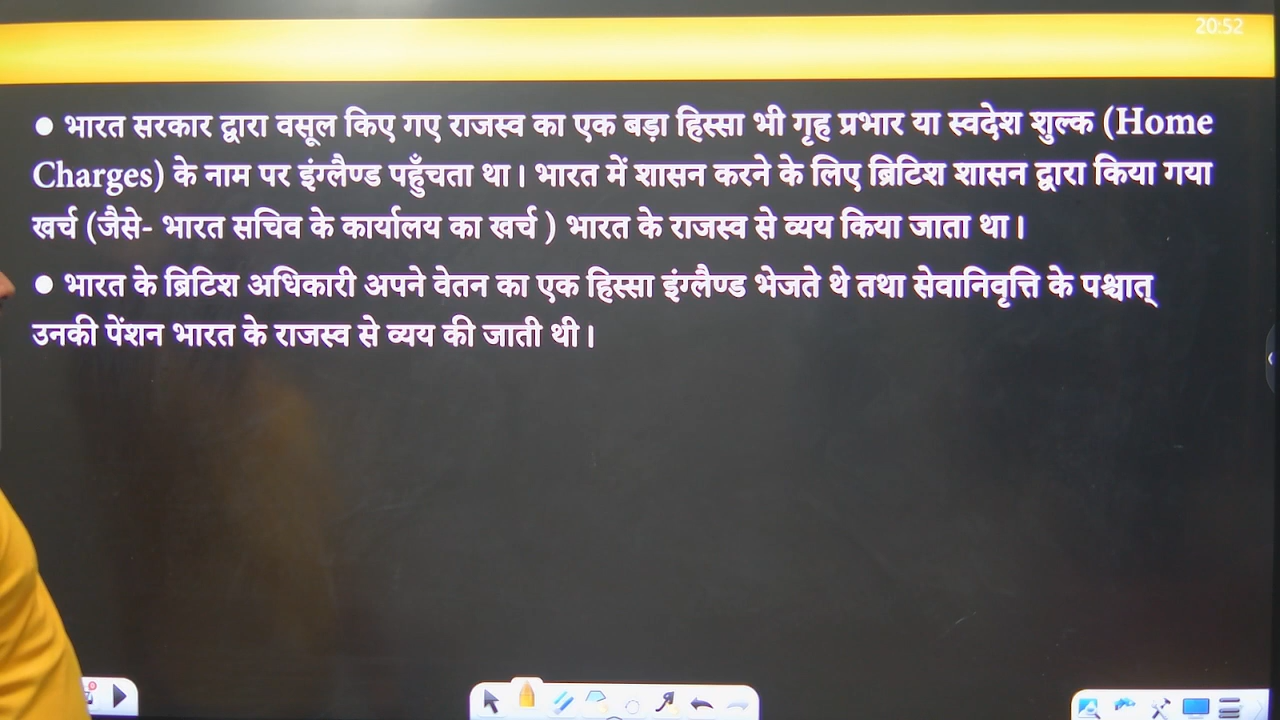 20:52
● भारत सरकार द्वारा वसूल किए गए राजस्व का एक बड़ा हिस्सा भी गृह प्रभार या स्वदेश शुल्क (Home
Charges) के नाम पर इंग्लैण्ड पहुँचता था। भारत में शासन करने के लिए ब्रिटिश शासन द्वारा किया गया
खर्च (जैसे- भारत सचिव के कार्यालय का खर्च ) भारत के राजस्व से व्यय किया जाता था।
● भारत के ब्रिटिश अधिकारी अपने वेतन का एक हिस्सा इंग्लैण्ड भेजते थे तथा सेवानिवृत्ति के पश्चात्
उनकी पेंशन भारत के राजस्व से व्यय की जाती थी।